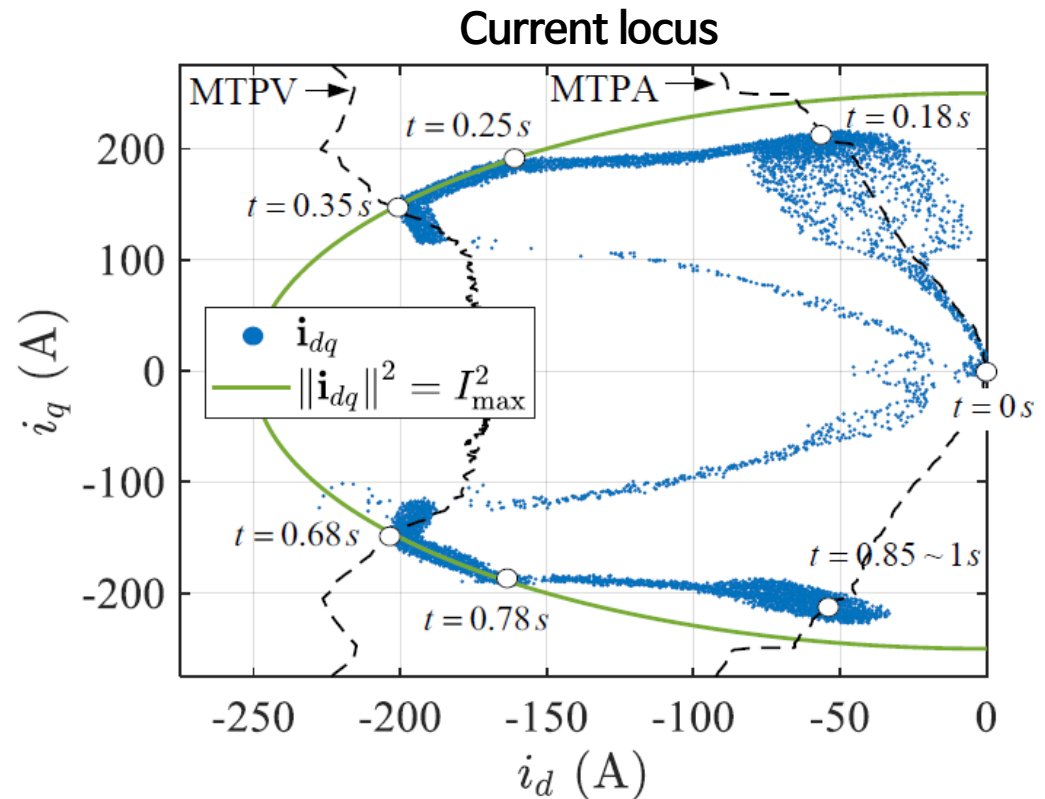 Current locus
MTPV
MTPA
t = 0.25 s
t = 0.18 s
t = 0.35 s
i_dq
‖i_dq‖² = I²_max
t = 0 s
t = 0.68 s
t = 0.85 ~ 1 s
t = 0.78 s
200
100
0
-100
-200
i_q (A)
-250 -200 -150 -100 -50 0
i_d (A)